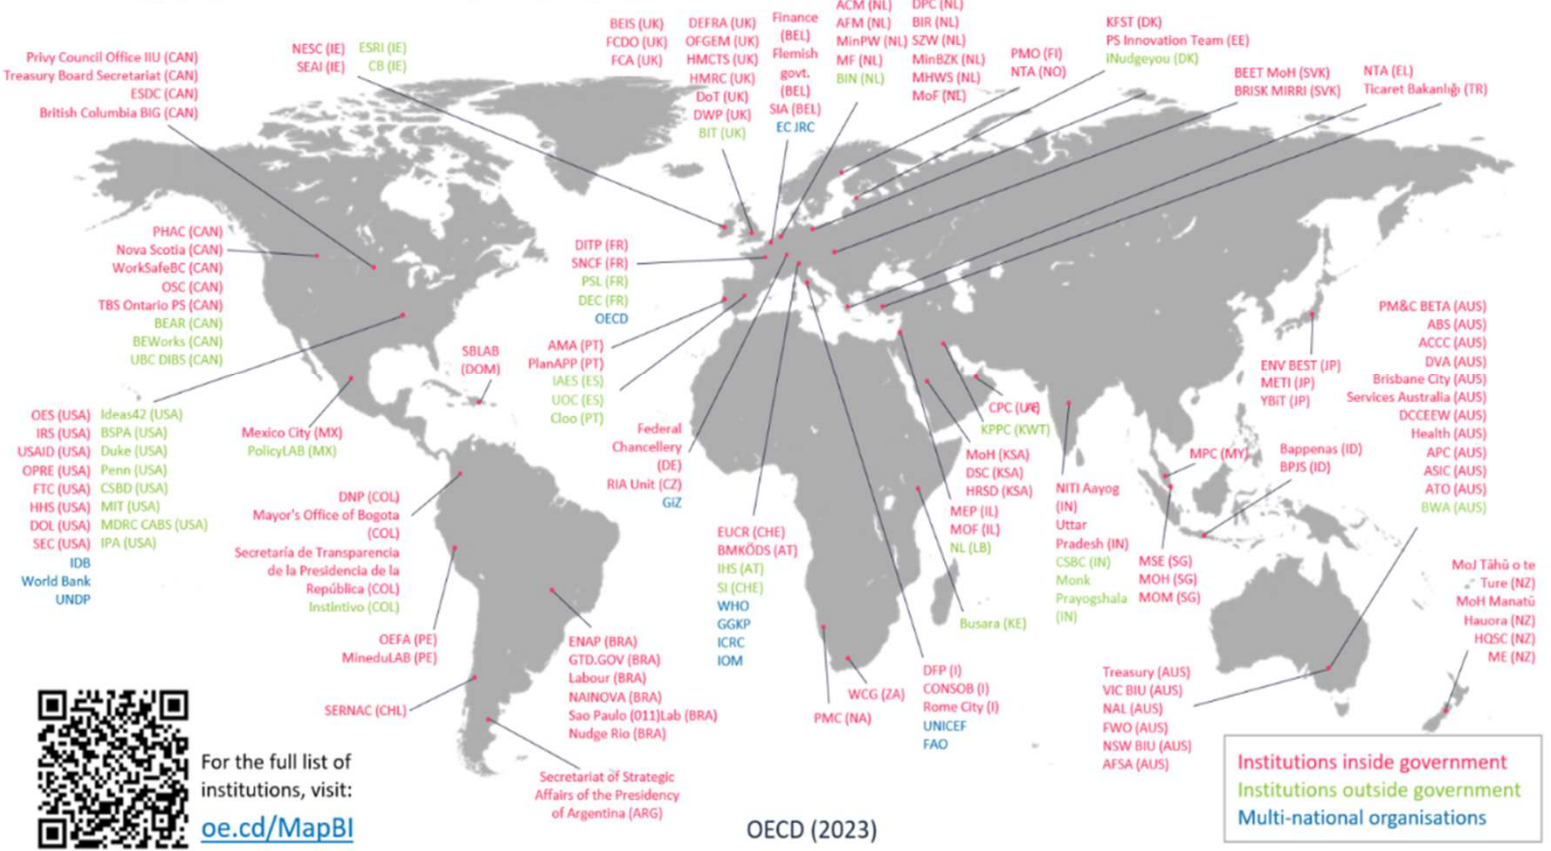 Privy Council Office IIU (CAN)
Treasury Board Secretariat (CAN)
ESDC (CAN)
British Columbia BIG (CAN)
NESC (IE)
SEAI (IE)
ESRI (IE)
CB (IE)
BEIS (UK)
FCDO (UK)
FCA (UK)
DEFRA (UK)
OFGEM (UK)
HMCTS (UK)
HMRC (UK)
DoT (UK)
DWP (UK)
BIT (UK)
Finance
(BEL)
Flemish
govt.
(BEL)
SIA (BEL)
EC JRC
ACM (NL)
AFM (NL)
MinPW (NL)
MF (NL)
BIN (NL)
DPC (NL)
BIR (NL)
SZW (NL)
MinBZK (NL)
MHWS (NL)
MoF (NL)
PMO (FI)
NTA (NO)
KFST (DK)
PS Innovation Team (EE)
iNudgeyou (DK)
BEET MoH (SVK)
BRISK MIRRI (SVK)
NTA (EL)
Ticaret Bakanlığı (TR)
PHAC (CAN)
Nova Scotia (CAN)
WorkSafeBC (CAN)
OSC (CAN)
TBS Ontario PS (CAN)
BEAR (CAN)
BEWorks (CAN)
UBC DIBS (CAN)
DITP (FR)
SNCF (FR)
PSL (FR)
DEC (FR)
OECD
AMA (PT)
PlanAPP (PT)
IAES (ES)
UOC (ES)
Cloo (PT)
SBLAB
(DOM)
OES (USA)
IRS (USA)
USAID (USA)
OPRE (USA)
FTC (USA)
HHS (USA)
DOL (USA)
SEC (USA)
IDB
World Bank
UNDP
Ideas42 (USA)
BSPA (USA)
Duke (USA)
Penn (USA)
CSBD (USA)
MIT (USA)
MDRC CABS (USA)
IPA (USA)
Mexico City (MX)
PolicyLAB (MX)
Federal
Chancellery
(DE)
RIA Unit (CZ)
GIZ
DNP (COL)
Mayor's Office of Bogota
(COL)
Secretaría de Transparencia
de la Presidencia de la
República (COL)
Instintivo (COL)
OEFA (PE)
MineduLAB (PE)
SERNAC (CHL)
ENAP (BRA)
GTD.GOV (BRA)
Labour (BRA)
NAINOVA (BRA)
Sao Paulo (011)Lab (BRA)
Nudge Rio (BRA)
Secretariat of Strategic
Affairs of the Presidency
of Argentina (ARG)
EUCR (CHE)
BMKÖDS (AT)
IHS (AT)
SI (CHE)
WHO
GGKP
ICRC
IOM
PMC (NA)
WCG (ZA)
DFP (I)
CONSOB (I)
Rome City (I)
UNICEF
FAO
Busara (KE)
CPC (UAE)
KPPC (KWT)
MoH (KSA)
DSC (KSA)
HRSD (KSA)
MEP (IL)
MOF (IL)
NL (LB)
NITI Aayog
(IN)
Uttar
Pradesh (IN)
CSBC (IN)
Monk
Prayogshala
(IN)
MPC (MY)
MSE (SG)
MOH (SG)
MOM (SG)
Bappenas (ID)
BPJS (ID)
ENV BEST (JP)
METI (JP)
YBiT (JP)
PM&C BETA (AUS)
ABS (AUS)
ACCC (AUS)
DVA (AUS)
Brisbane City (AUS)
Services Australia (AUS)
DCCEEW (AUS)
Health (AUS)
APC (AUS)
ASIC (AUS)
ATO (AUS)
BWA (AUS)
Treasury (AUS)
VIC BIU (AUS)
NAL (AUS)
FWO (AUS)
NSW BIU (AUS)
AFSA (AUS)
MoJ Tāhū o te
Ture (NZ)
MoH Manatū
Hauora (NZ)
HQSC (NZ)
ME (NZ)
For the full list of
institutions, visit:
oe.cd/MapBI
OECD (2023)
Institutions inside government
Institutions outside government
Multi-national organisations